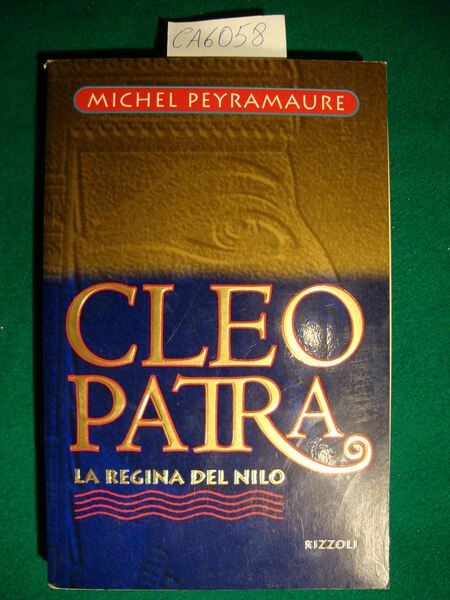 CA6058
MICHEL PEYRAMAURE
CLEO
PATRA
LA REGINA DEL NILO
RIZZOLI